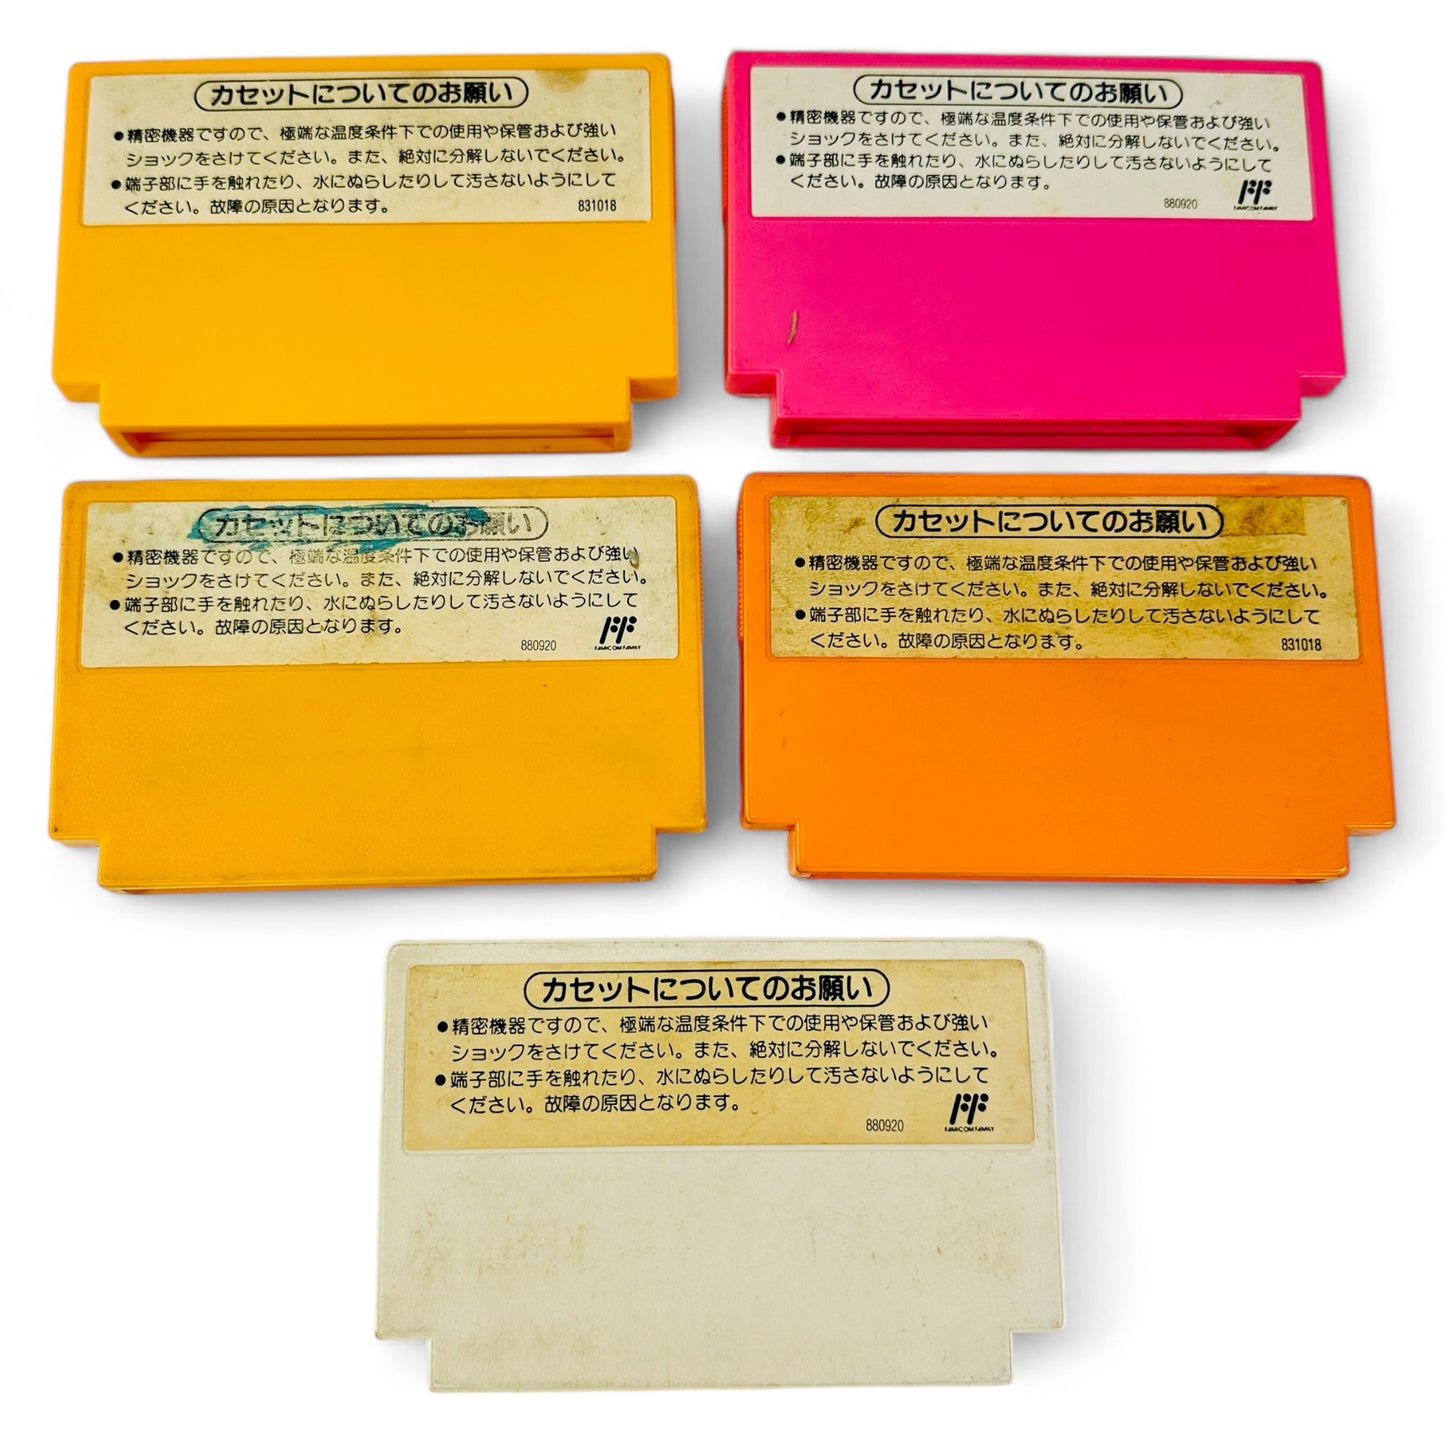 カセットについてのお願い
●精密機器ですので、極端な温度条件下での使用や保管および強い
ショックをさけてください。また、絶対に分解しないでください。
●端子部に手を触れたり、水にぬらしたりして汚さないようにして
ください。故障の原因となります。
831018
カセットについてのお願い
●精密機器ですので、極端な温度条件下での使用や保管および強い
ショックをさけてください。また、絶対に分解しないでください。
●端子部に手を触れたり、水にぬらしたりして汚さないようにして
ください。故障の原因となります。
880920
FAMICOM FAMILY
カセットについてのお願い
●精密機器ですので、極端な温度条件下での使用や保管および強い
ショックをさけてください。また、絶対に分解しないでください。
●端子部に手を触れたり、水にぬらしたりして汚さないようにして
ください。故障の原因となります。
880920
FAMICOM FAMILY
カセットについてのお願い
●精密機器ですので、極端な温度条件下での使用や保管および強い
ショックをさけてください。また、絶対に分解しないでください。
●端子部に手を触れたり、水にぬらしたりして汚さないようにして
ください。故障の原因となります。
831018
カセットについてのお願い
●精密機器ですので、極端な温度条件下での使用や保管および強い
ショックをさけてください。また、絶対に分解しないでください。
●端子部に手を触れたり、水にぬらしたりして汚さないようにして
ください。故障の原因となります。
880920
FAMICOM FAMILY